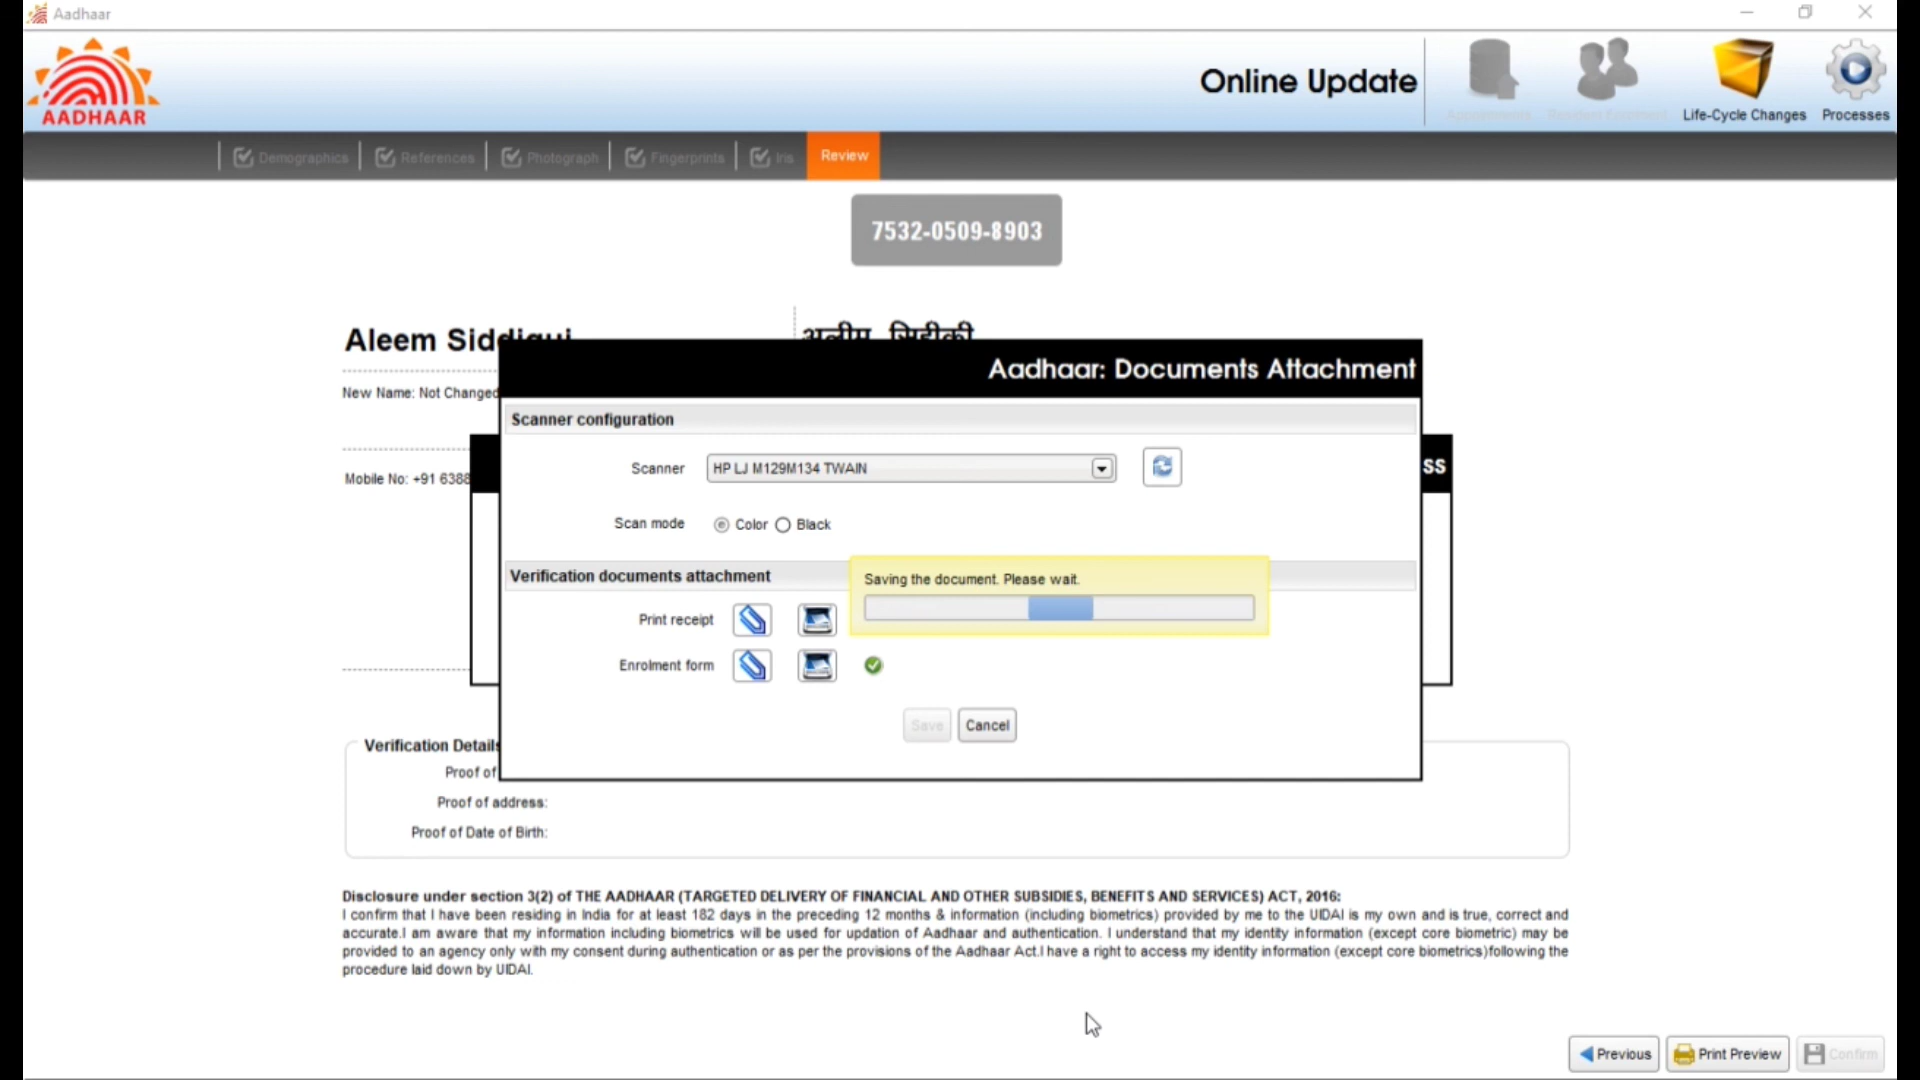 Aadhaar
AADHAAR
Online Update
Life-Cycle Changes
Processes
Demographics
References
Photograph
Fingerprints
Iris
Review
7532-0509-8903
Aleem Siddiqui
अलीम सिद्दीकी
New Name: Not Changed
Mobile No: +91 6388
Aadhaar: Documents Attachment
Scanner configuration
Scanner HP LJ M129M134 TWAIN
SS
Scan mode Color Black
Verification documents attachment
Saving the document. Please wait.
Print receipt
Enrolment form
Save Cancel
Verification Details
Proof of
Proof of address:
Proof of Date of Birth:
Disclosure under section 3(2) of THE AADHAAR (TARGETED DELIVERY OF FINANCIAL AND OTHER SUBSIDIES, BENEFITS AND SERVICES) ACT, 2016:
I confirm that I have been residing in India for at least 182 days in the preceding 12 months & information (including biometrics) provided by me to the UIDAI is my own and is true, correct and
accurate.I am aware that my information including biometrics will be used for updation of Aadhaar and authentication. I understand that my identity information (except core biometric) may be
provided to an agency only with my consent during authentication or as per the provisions of the Aadhaar Act.I have a right to access my identity information (except core biometrics)following the
procedure laid down by UIDAI.
Previous
Print Preview
Confirm